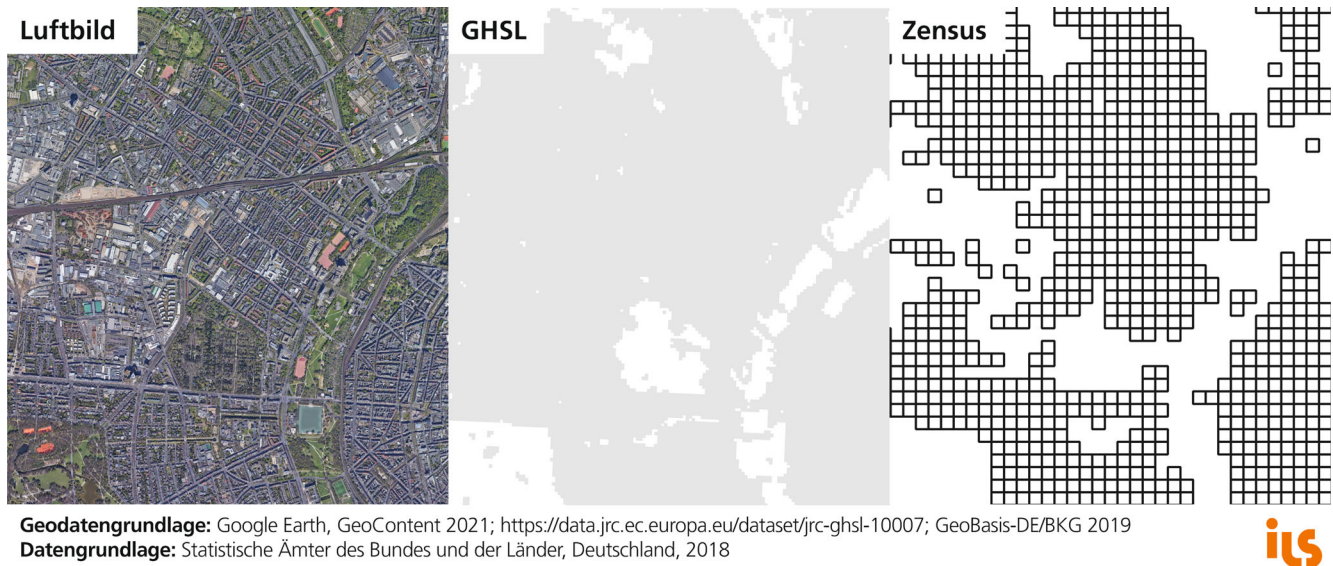 Luftbild
GHSL
Zensus
Geodatengrundlage: Google Earth, GeoContent 2021; https://data.jrc.ec.europa.eu/dataset/jrc-ghsl-10007; GeoBasis-DE/BKG 2019
Datengrundlage: Statistische Ämter des Bundes und der Länder, Deutschland, 2018
ils